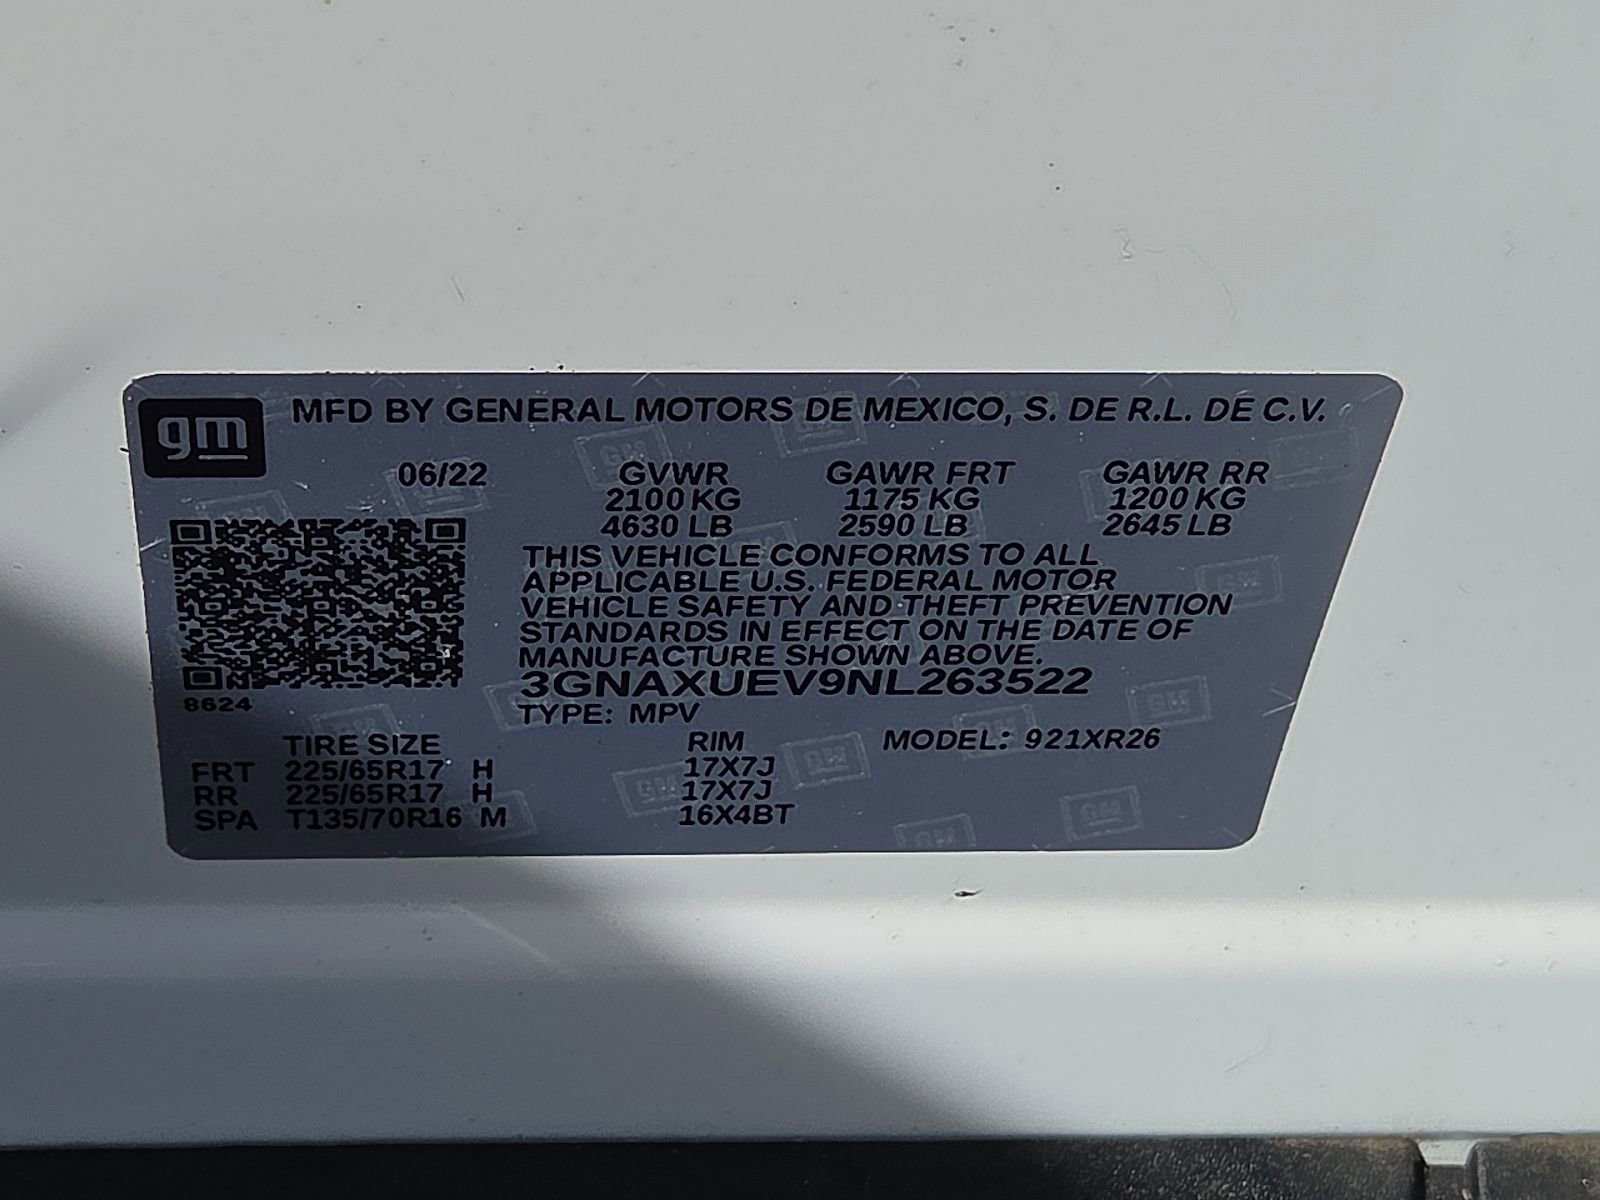 gm MFD BY GENERAL MOTORS DE MEXICO, S. DE R.L. DE C.V.
06/22 GVWR GAWR FRT GAWR RR
2100 KG 1175 KG 1200 KG
4630 LB 2590 LB 2645 LB
THIS VEHICLE CONFORMS TO ALL
APPLICABLE U.S. FEDERAL MOTOR
VEHICLE SAFETY AND THEFT PREVENTION
STANDARDS IN EFFECT ON THE DATE OF
MANUFACTURE SHOWN ABOVE.
3GNAXUEV9NL263522
8624
TYPE: MPV
TIRE SIZE RIM MODEL: 921XR26
FRT 225/65R17 H 17X7J
RR 225/65R17 H 17X7J
SPA T135/70R16 M 16X4BT